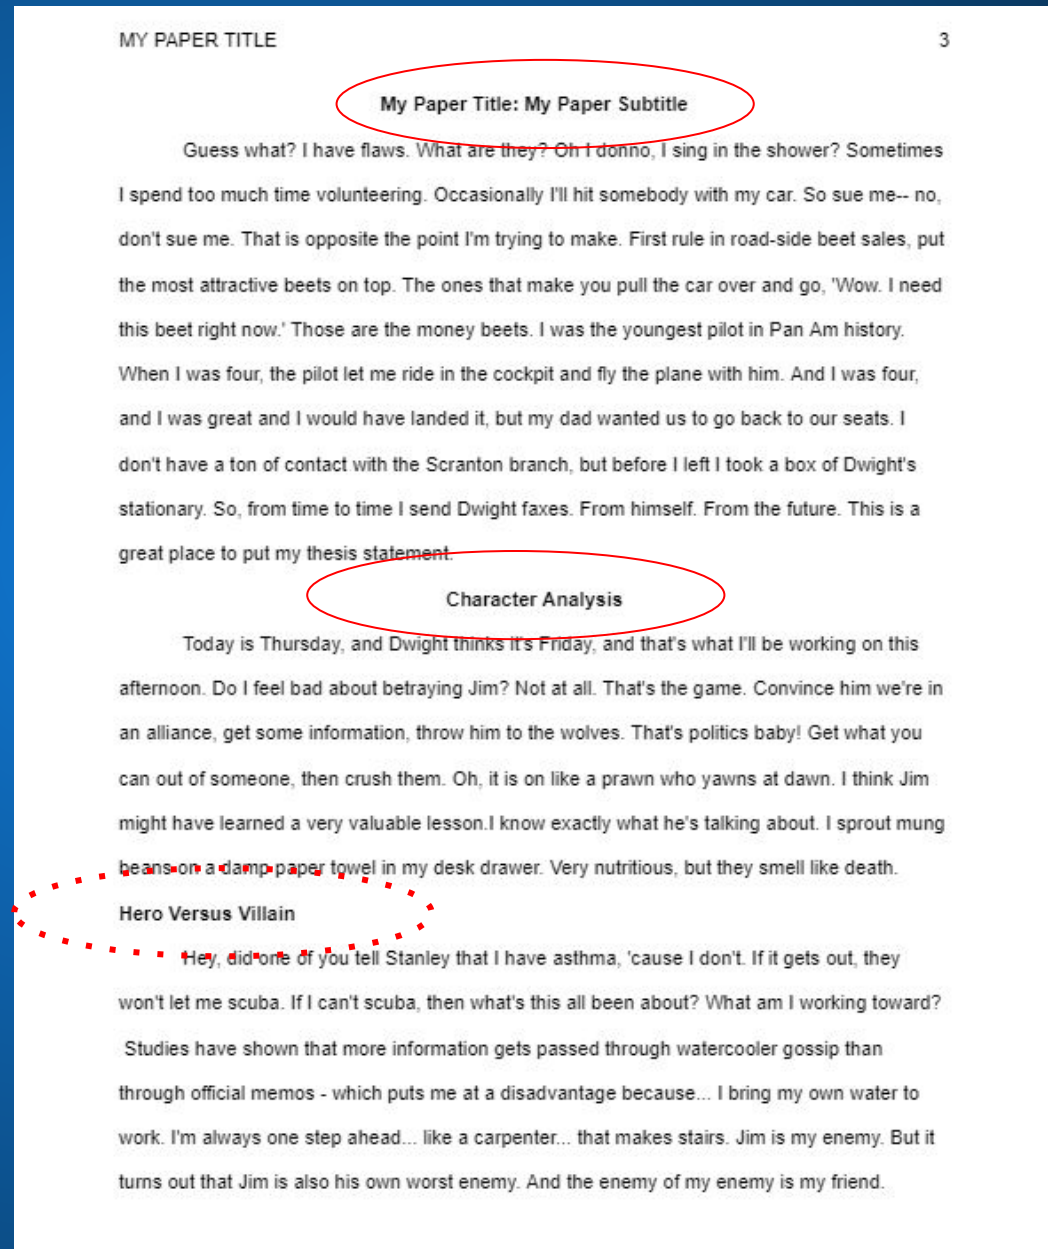 MY PAPER TITLE 3
My Paper Title: My Paper Subtitle
Guess what? I have flaws. What are they? Oh I donno, I sing in the shower? Sometimes
I spend too much time volunteering. Occasionally I'll hit somebody with my car. So sue me-- no,
don't sue me. That is opposite the point I'm trying to make. First rule in road-side beet sales, put
the most attractive beets on top. The ones that make you pull the car over and go, 'Wow. I need
this beet right now.' Those are the money beets. I was the youngest pilot in Pan Am history.
When I was four, the pilot let me ride in the cockpit and fly the plane with him. And I was four,
and I was great and I would have landed it, but my dad wanted us to go back to our seats. I
don't have a ton of contact with the Scranton branch, but before I left I took a box of Dwight's
stationary. So, from time to time I send Dwight faxes. From himself. From the future. This is a
great place to put my thesis statement.
Character Analysis
Today is Thursday, and Dwight thinks it's Friday, and that's what I'll be working on this
afternoon. Do I feel bad about betraying Jim? Not at all. That's the game. Convince him we're in
an alliance, get some information, throw him to the wolves. That's politics baby! Get what you
can out of someone, then crush them. Oh, it is on like a prawn who yawns at dawn. I think Jim
might have learned a very valuable lesson.I know exactly what he's talking about. I sprout mung
beans on a damp paper towel in my desk drawer. Very nutritious, but they smell like death.
Hero Versus Villain
Hey, did one of you tell Stanley that I have asthma, 'cause I don't. If it gets out, they
won't let me scuba. If I can't scuba, then what's this all been about? What am I working toward?
Studies have shown that more information gets passed through watercooler gossip than
through official memos - which puts me at a disadvantage because... I bring my own water to
work. I'm always one step ahead... like a carpenter... that makes stairs. Jim is my enemy. But it
turns out that Jim is also his own worst enemy. And the enemy of my enemy is my friend.